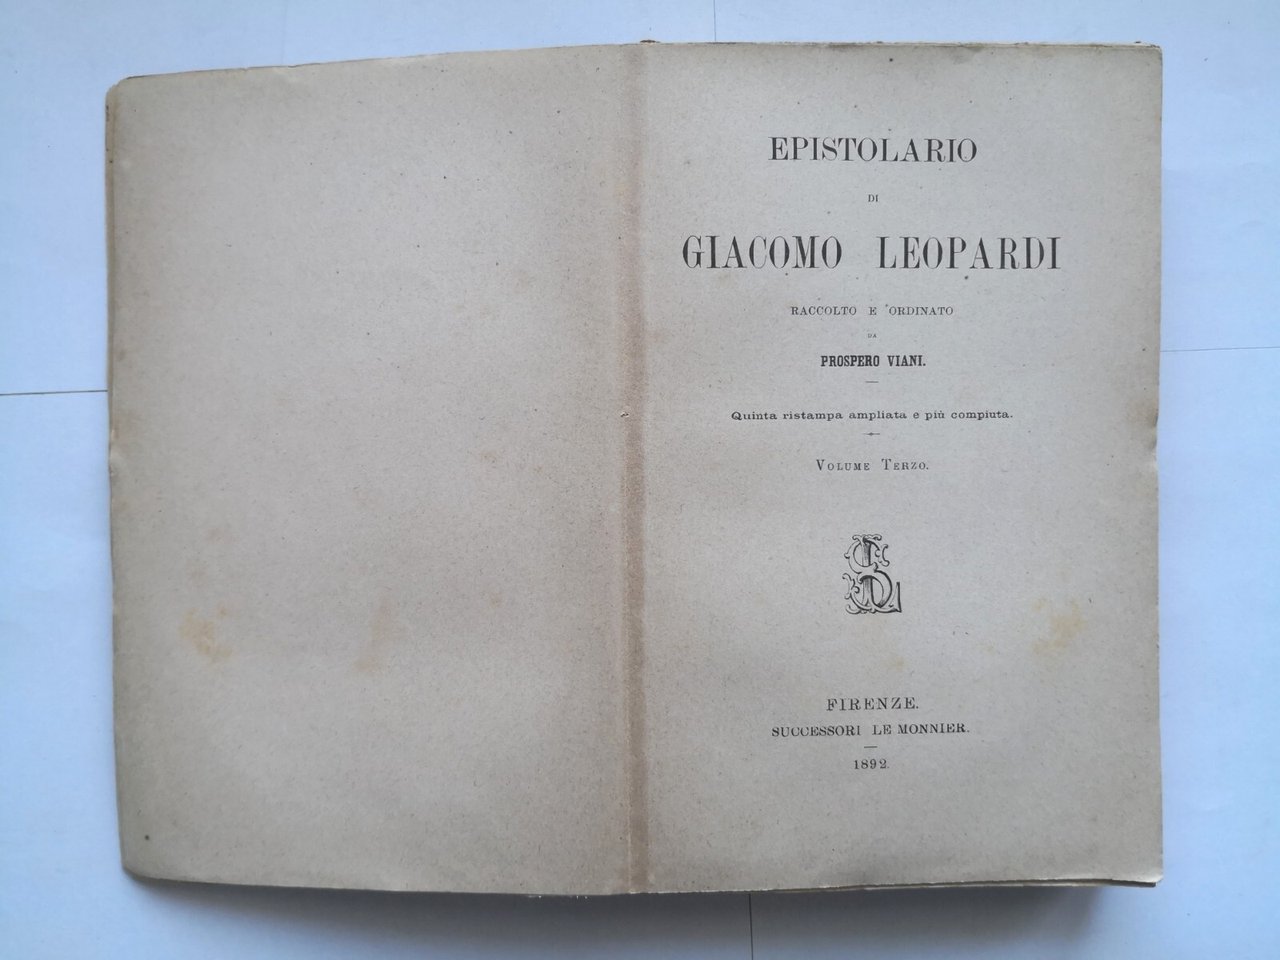 EPISTOLARIO
DI
GIACOMO LEOPARDI
RACCOLTO E ORDINATO
DA
PROSPERO VIANI.
Quinta ristampa ampliata e più compiuta.
VOLUME TERZO.
SL
FIRENZE.
SUCCESSORI LE MONNIER.
1892.